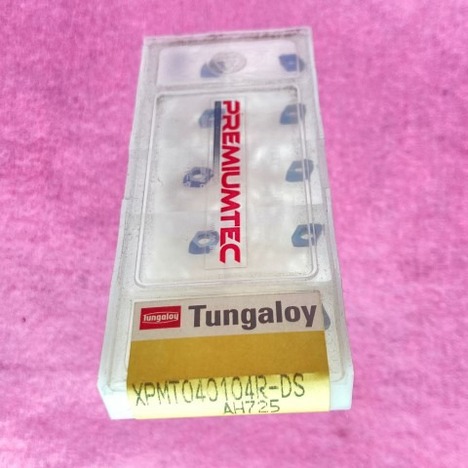 PREMIUMTEC
Tungaloy Tungaloy
XPMT040104R-DS
AH725